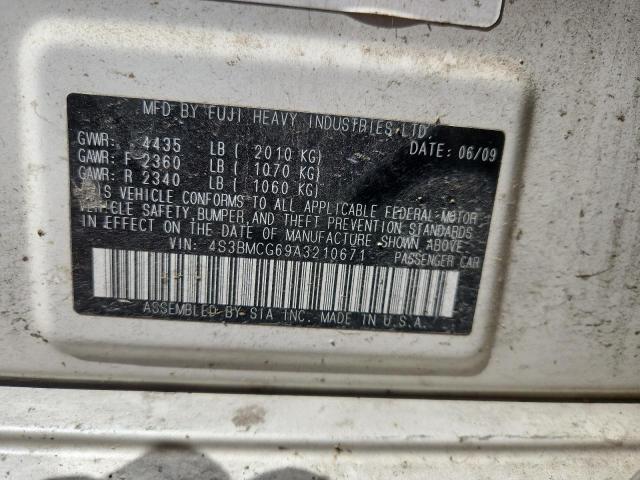 MFD BY FUJI HEAVY INDUSTRIES LTD.
GVWR: 4435 LB ( 2010 KG) DATE: 06/09
GAWR: F 2360 LB ( 1070 KG)
GAWR: R 2340 LB ( 1060 KG)
THIS VEHICLE CONFORMS TO ALL APPLICABLE FEDERAL MOTOR
VEHICLE SAFETY, BUMPER, AND THEFT PREVENTION STANDARDS
IN EFFECT ON THE DATE OF MANUFACTURE SHOWN ABOVE.
VIN: 4S3BMCG69A3210671 PASSENGER CAR
ASSEMBLED BY SIA INC. MADE IN U.S.A.